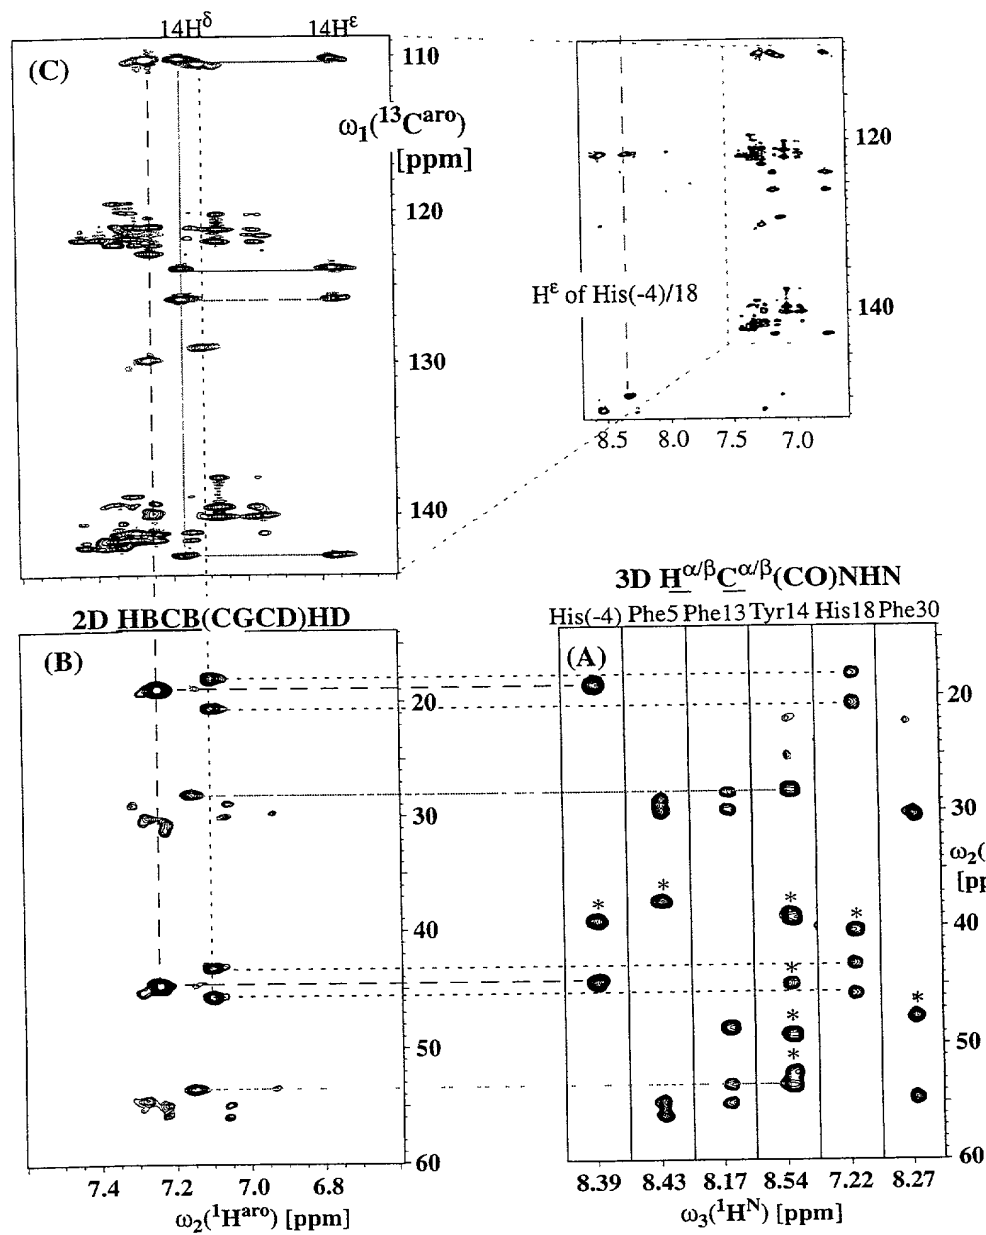 14Hδ 14Hε
(C)
110
ω1(13Caro)
[ppm]
120
130
140
120
Hε of His(-4)/18
140
8.5 8.0 7.5 7.0
3D Hα/βCα/β(CO)NHN
2D HBCB(CGCD)HD
His(-4) Phe5 Phe13 Tyr14 His18 Phe30
(B)
(A)
20
30
40
50
60
20
30
ω2(
[pp
40
50
60
* * * * * * * *
7.4 7.2 7.0 6.8
ω2(1Haro) [ppm]
8.39 8.43 8.17 8.54 7.22 8.27
ω3(1HN) [ppm]